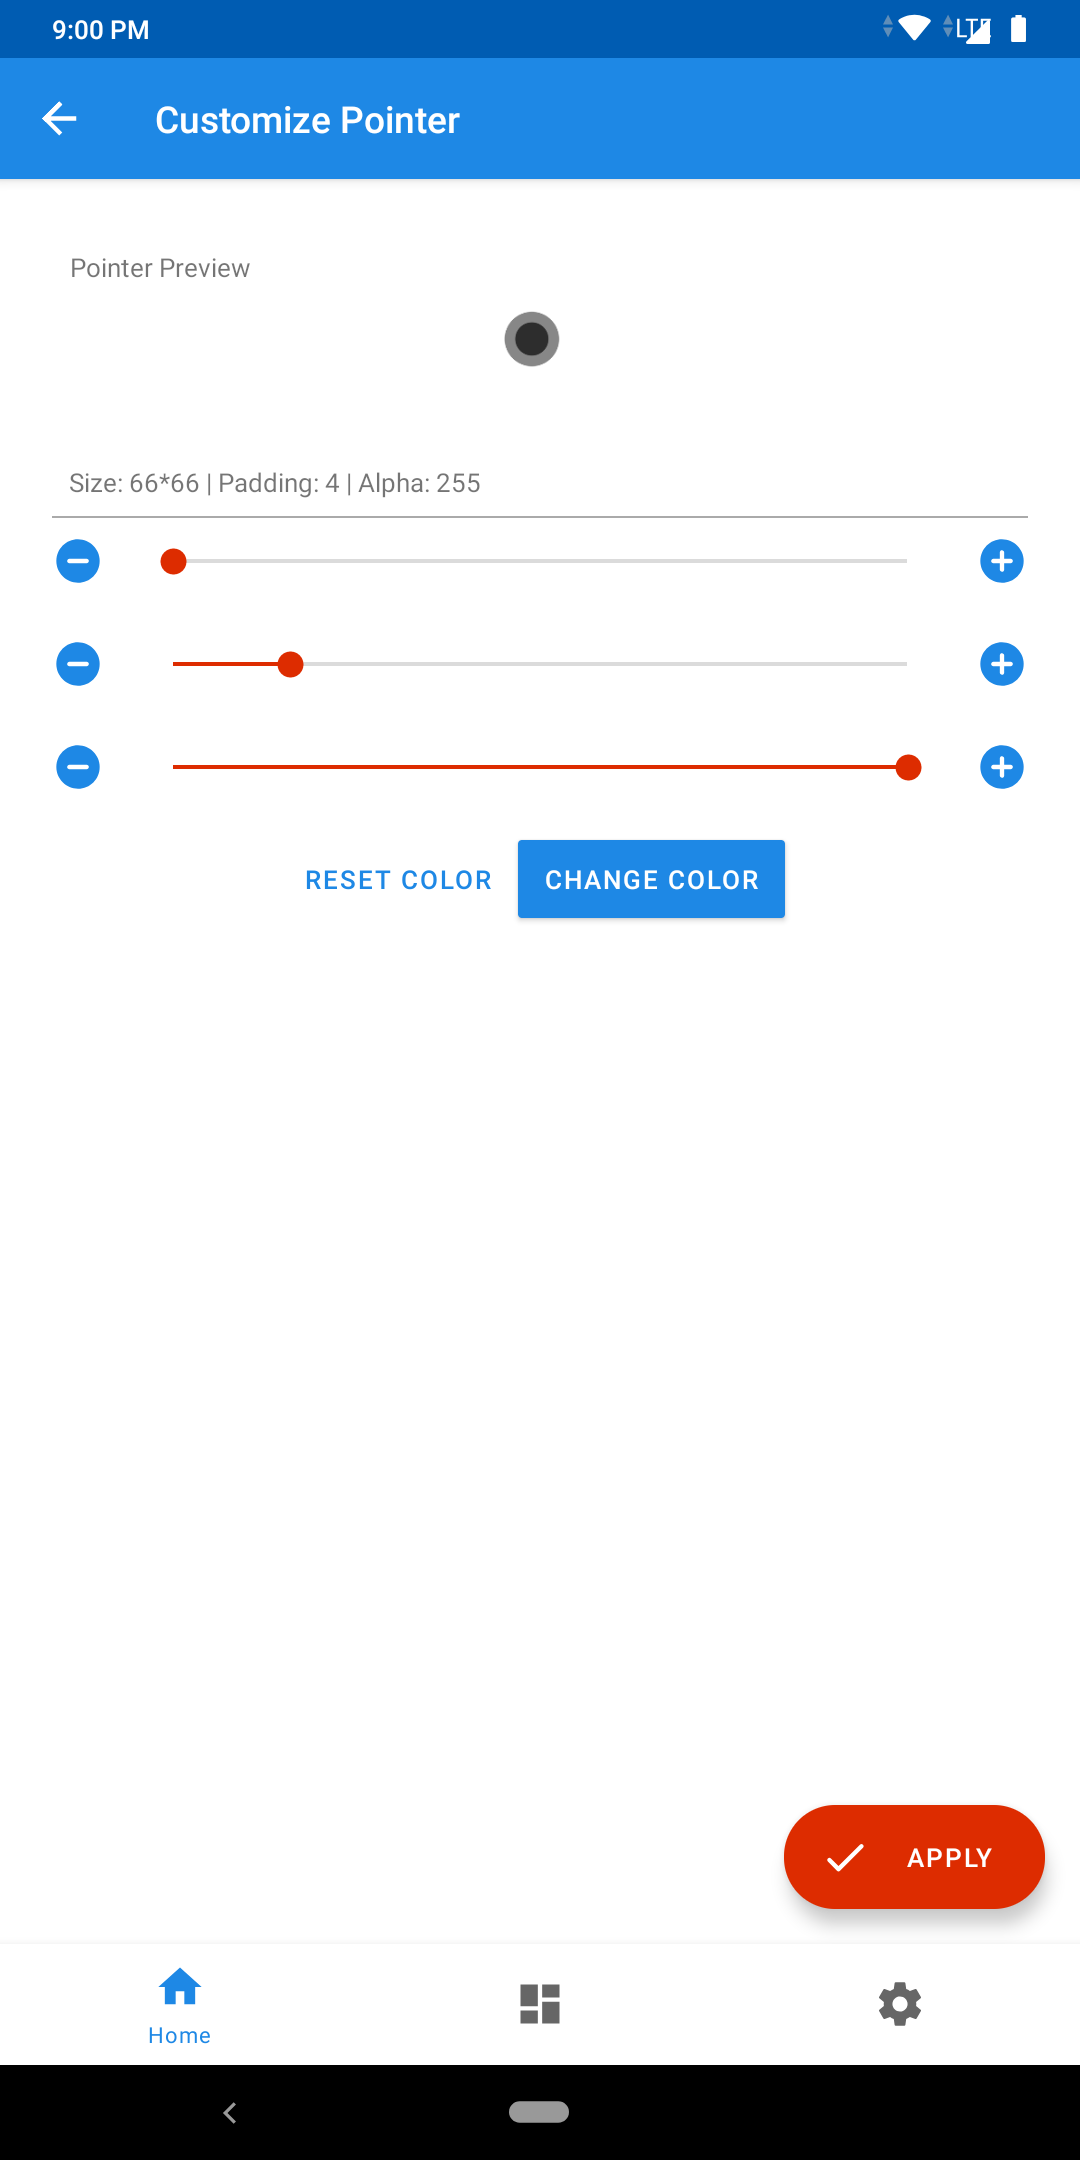 9:00 PM
LTE
Customize Pointer
Pointer Preview
Size: 66*66 | Padding: 4 | Alpha: 255
RESET COLOR
CHANGE COLOR
APPLY
Home